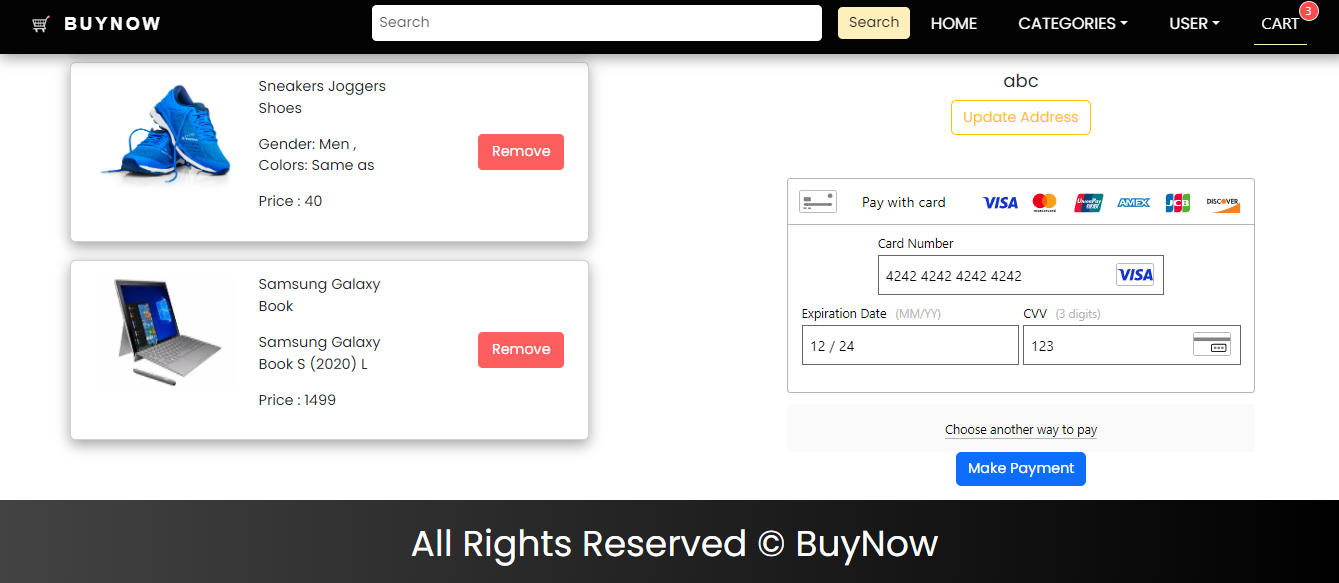 BUYNOW
Search
Search
HOME
CATEGORIES
USER
CART
3
Sneakers Joggers
Shoes
Gender: Men ,
Colors: Same as
Price : 40
Remove
Samsung Galaxy
Book
Samsung Galaxy
Book S (2020) L
Price : 1499
Remove
abc
Update Address
Pay with card
VISA
mastercard
UnionPay
AMEX
JCB
DISCOVER
Card Number
4242 4242 4242 4242
VISA
Expiration Date (MM/YY)
12 / 24
CVV (3 digits)
123
Choose another way to pay
Make Payment
All Rights Reserved © BuyNow